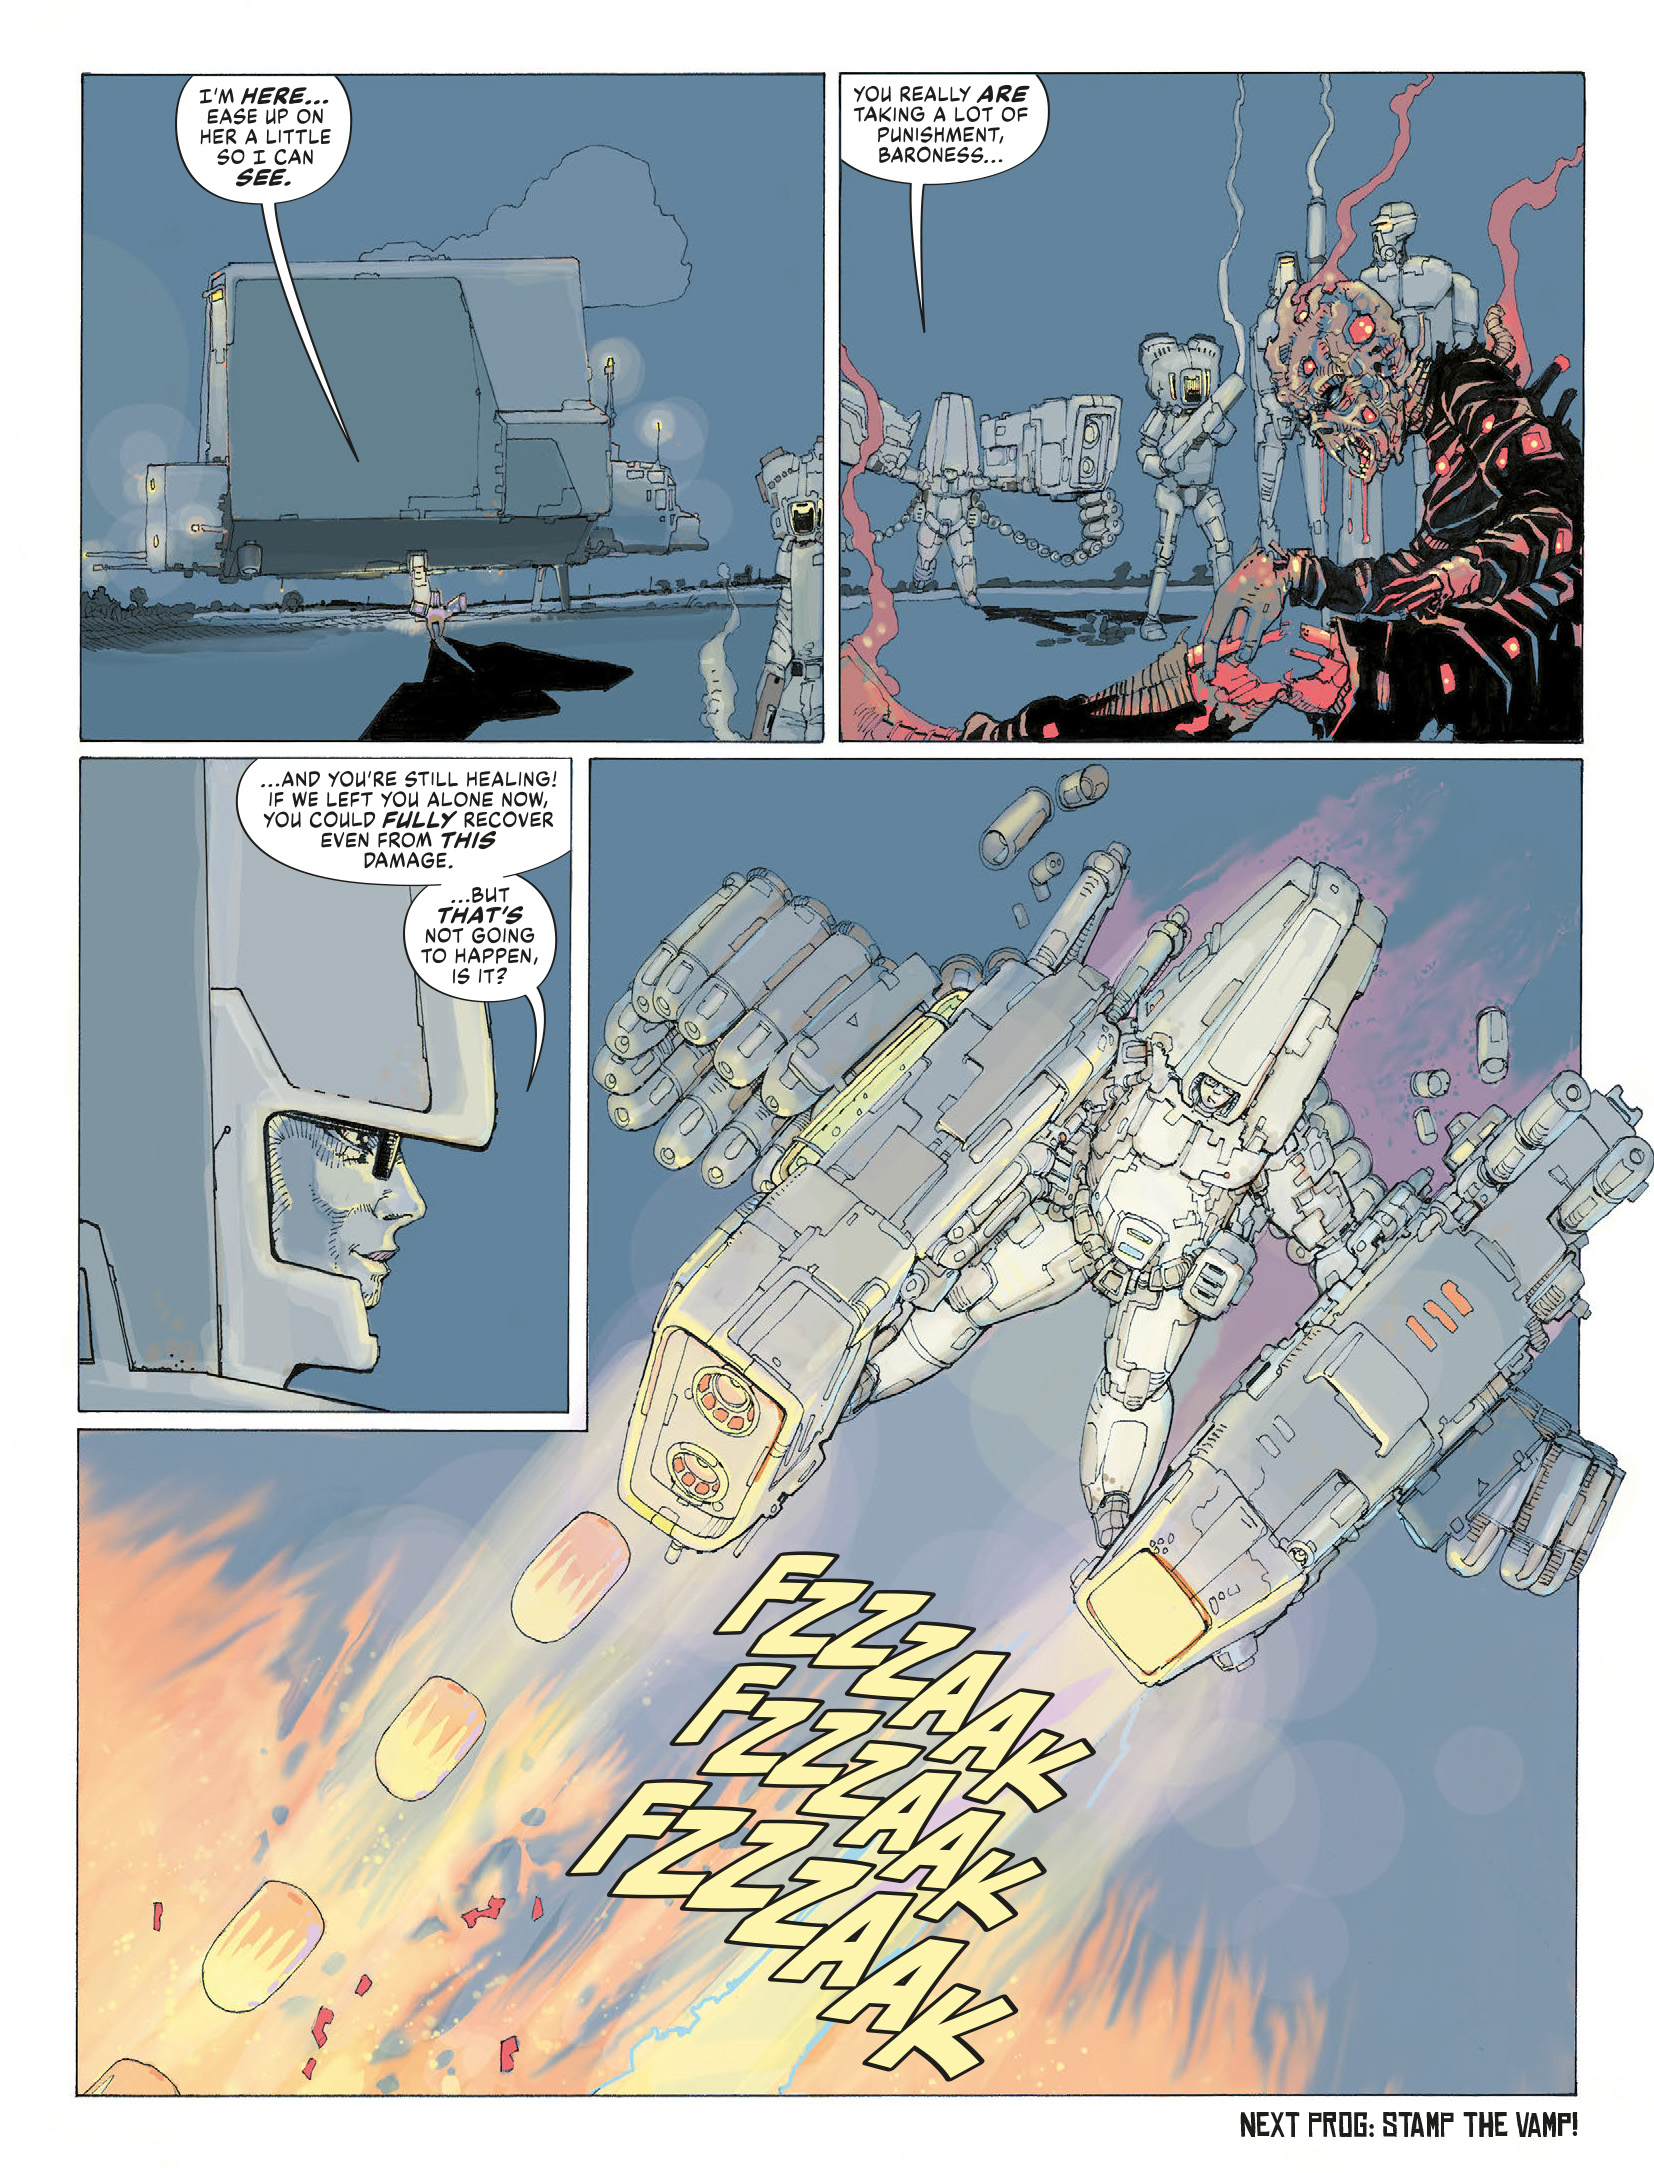 I'M HERE...
EASE UP ON
HER A LITTLE
SO I CAN
SEE.
YOU REALLY ARE
TAKING A LOT OF
PUNISHMENT,
BARONESS...
...AND YOU'RE STILL HEALING!
IF WE LEFT YOU ALONE NOW,
YOU COULD FULLY RECOVER
EVEN FROM THIS
DAMAGE.
...BUT
THAT'S
NOT GOING
TO HAPPEN,
IS IT?
FZZZAAK
FZZZAAK
FZZZAAK
NEXT PROG: STAMP THE VAMP!